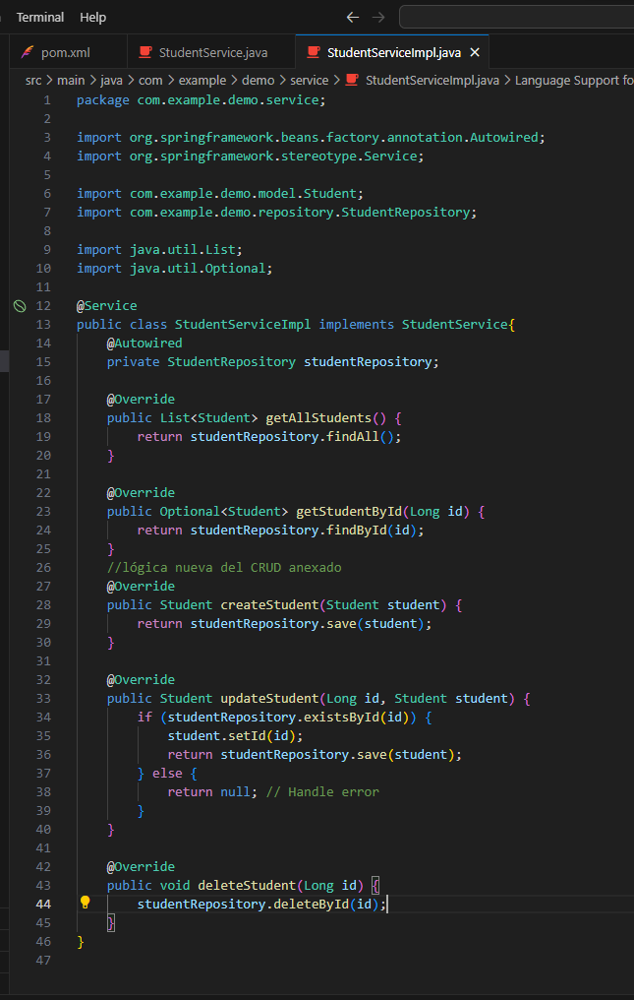 Terminal Help
pom.xml StudentService.java StudentServiceImpl.java
src > main > java > com > example > demo > service > StudentServiceImpl.java > Language Support fo
1 package com.example.demo.service;
2
3 import org.springframework.beans.factory.annotation.Autowired;
4 import org.springframework.stereotype.Service;
5
6 import com.example.demo.model.Student;
7 import com.example.demo.repository.StudentRepository;
8
9 import java.util.List;
10 import java.util.Optional;
11
12 @Service
13 public class StudentServiceImpl implements StudentService{
14     @Autowired
15     private StudentRepository studentRepository;
16
17     @Override
18     public List<Student> getAllStudents() {
19         return studentRepository.findAll();
20     }
21
22     @Override
23     public Optional<Student> getStudentById(Long id) {
24         return studentRepository.findById(id);
25     }
26     //lógica nueva del CRUD anexado
27     @Override
28     public Student createStudent(Student student) {
29         return studentRepository.save(student);
30     }
31
32     @Override
33     public Student updateStudent(Long id, Student student) {
34         if (studentRepository.existsById(id)) {
35             student.setId(id);
36             return studentRepository.save(student);
37         } else {
38             return null; // Handle error
39         }
40     }
41
42     @Override
43     public void deleteStudent(Long id) {
44         studentRepository.deleteById(id);
45     }
46 }
47